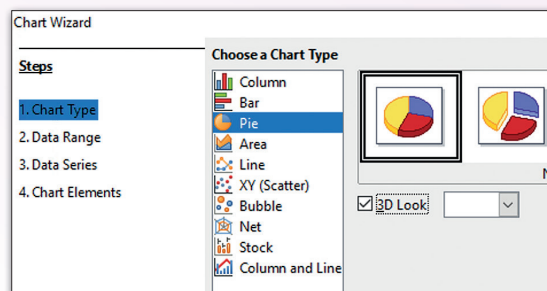 Chart Wizard
Steps
1. Chart Type
2. Data Range
3. Data Series
4. Chart Elements
Choose a Chart Type
Column
Bar
Pie
Area
Line
XY (Scatter)
Bubble
Net
Stock
Column and Line
3D Look